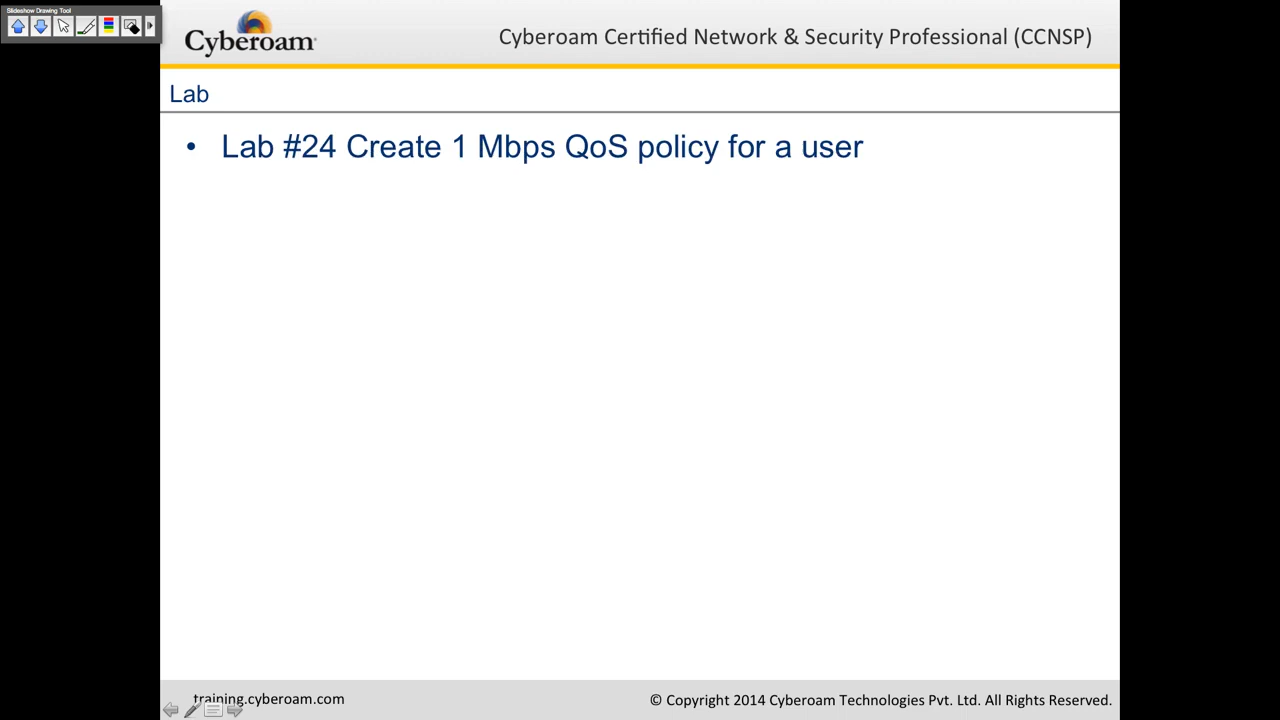 Slideshow Drawing Tool
Cyberoam
Cyberoam Certified Network & Security Professional (CCNSP)
Lab
• Lab #24 Create 1 Mbps QoS policy for a user
training.cyberoam.com
© Copyright 2014 Cyberoam Technologies Pvt. Ltd. All Rights Reserved.